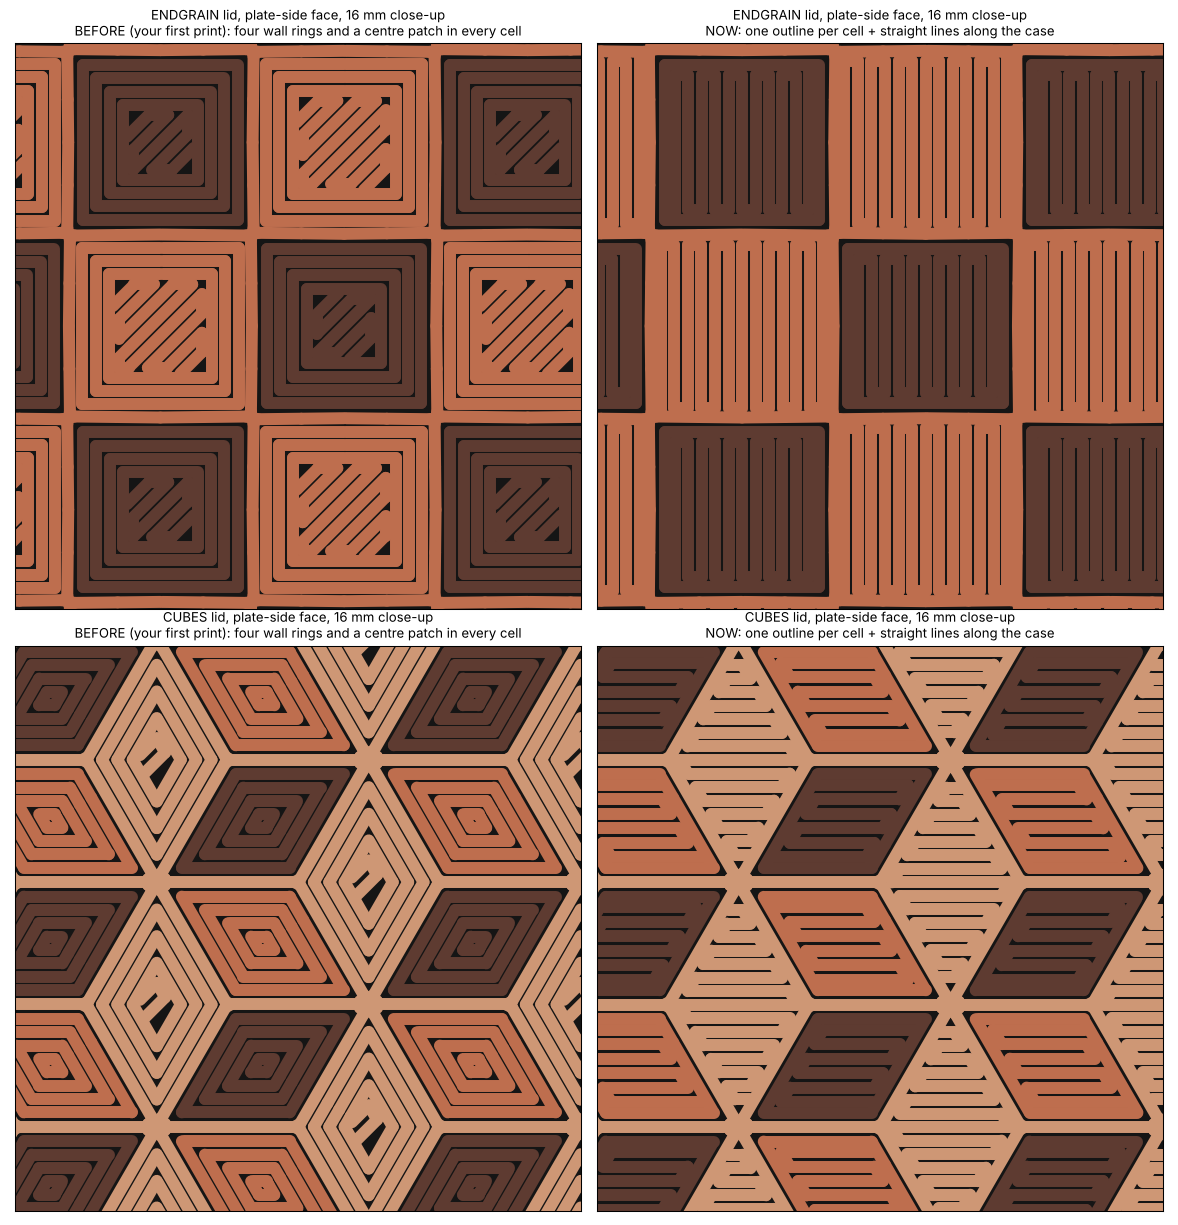 ENDGRAIN lid, plate-side face, 16 mm close-up
BEFORE (your first print): four wall rings and a centre patch in every cell
ENDGRAIN lid, plate-side face, 16 mm close-up
NOW: one outline per cell + straight lines along the case
CUBES lid, plate-side face, 16 mm close-up
BEFORE (your first print): four wall rings and a centre patch in every cell
CUBES lid, plate-side face, 16 mm close-up
NOW: one outline per cell + straight lines along the case